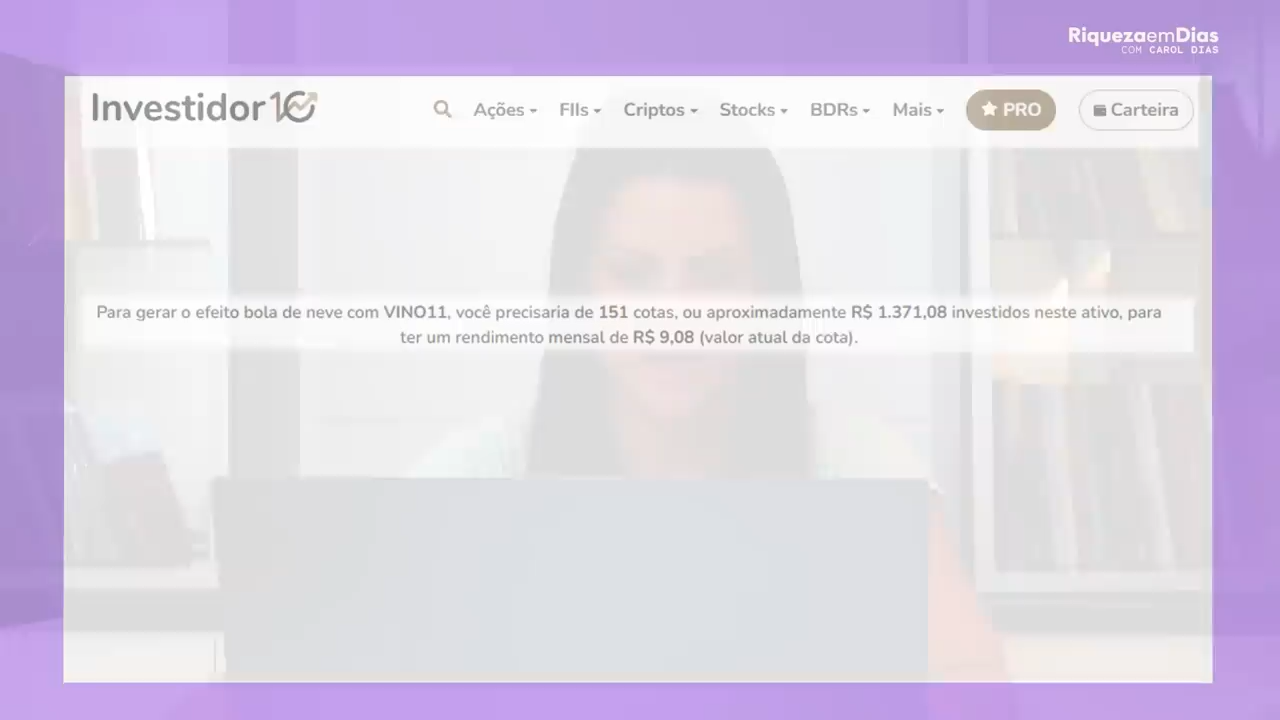 RiquezaemDias
COM CAROL DIAS
Investidor10
Ações FIIs Criptos Stocks BDRs Mais PRO Carteira
Para gerar o efeito bola de neve com VINO11, você precisaria de 151 cotas, ou aproximadamente R$ 1.371,08 investidos neste ativo, para
ter um rendimento mensal de R$ 9,08 (valor atual da cota).